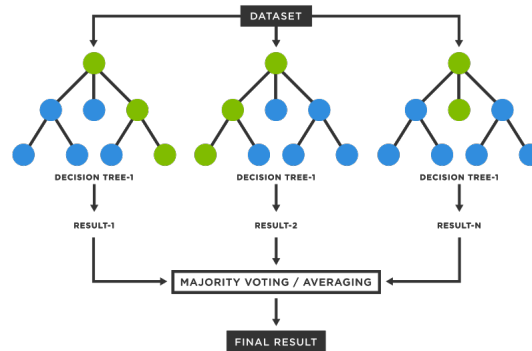 DATASET
DECISION TREE-1
DECISION TREE-1
DECISION TREE-1
RESULT-1
RESULT-2
RESULT-N
MAJORITY VOTING / AVERAGING
FINAL RESULT